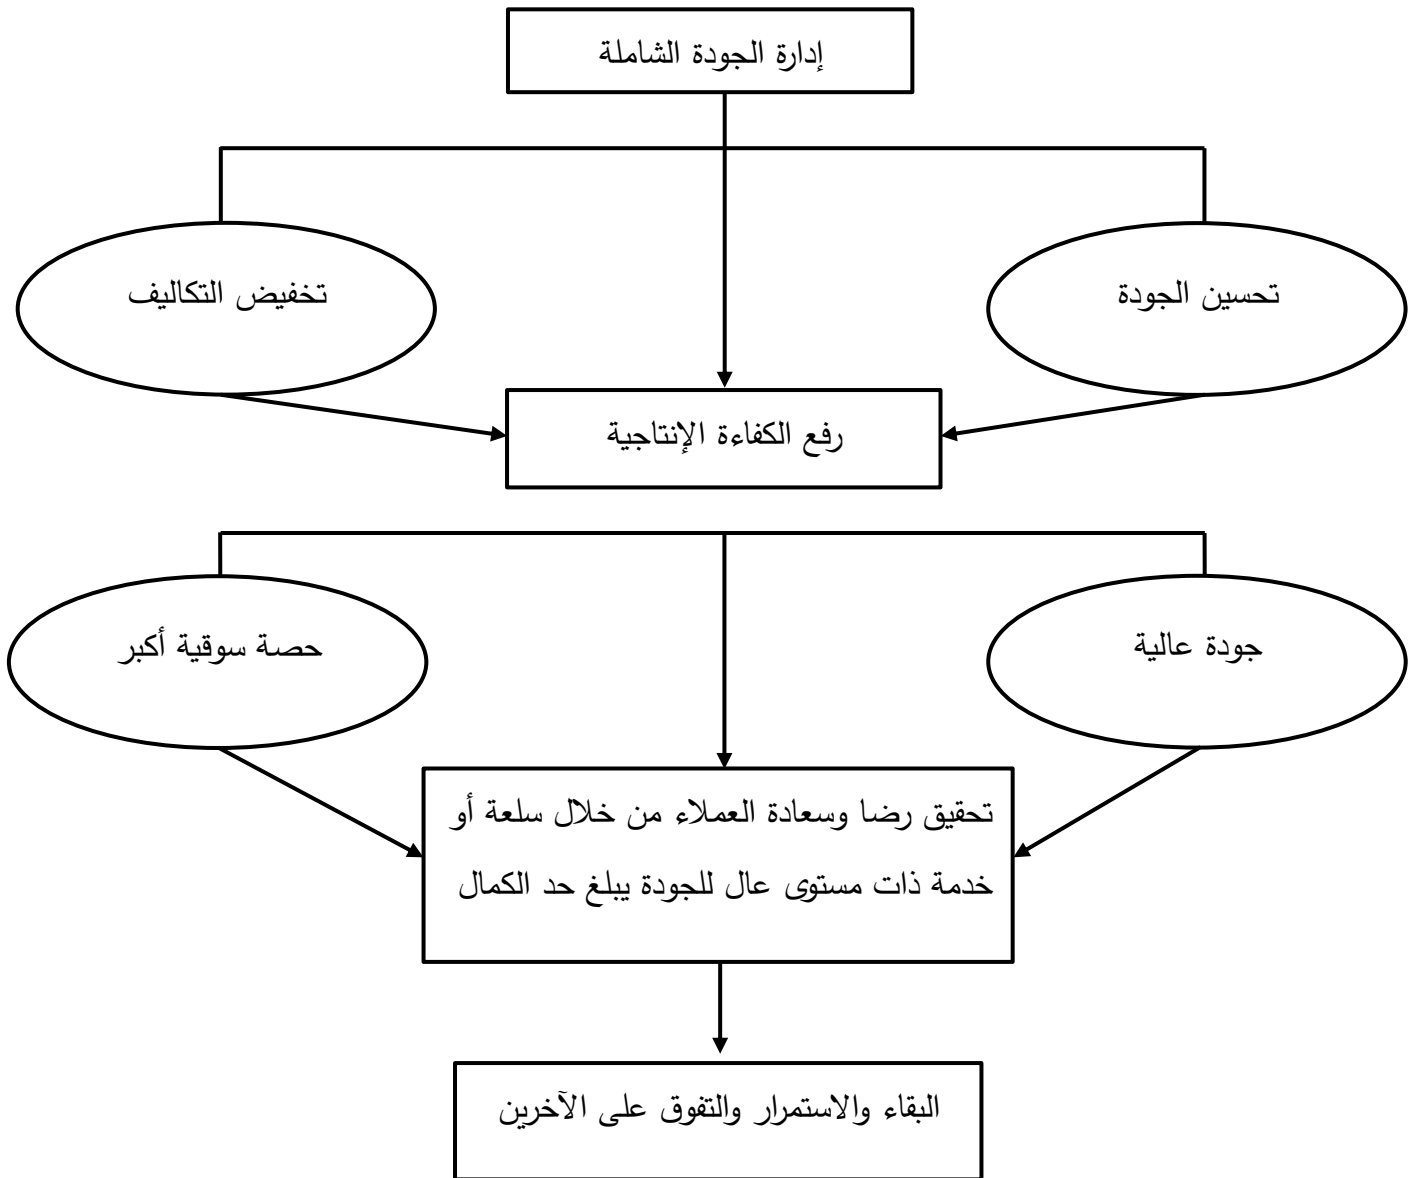 إدارة الجودة الشاملة
تحسين الجودة
تخفيض التكاليف
رفع الكفاءة الإنتاجية
جودة عالية
حصة سوقية أكبر
تحقيق رضا وسعادة العملاء من خلال سلعة أو
خدمة ذات مستوى عال للجودة يبلغ حد الكمال
البقاء والاستمرار والتفوق على الآخرين